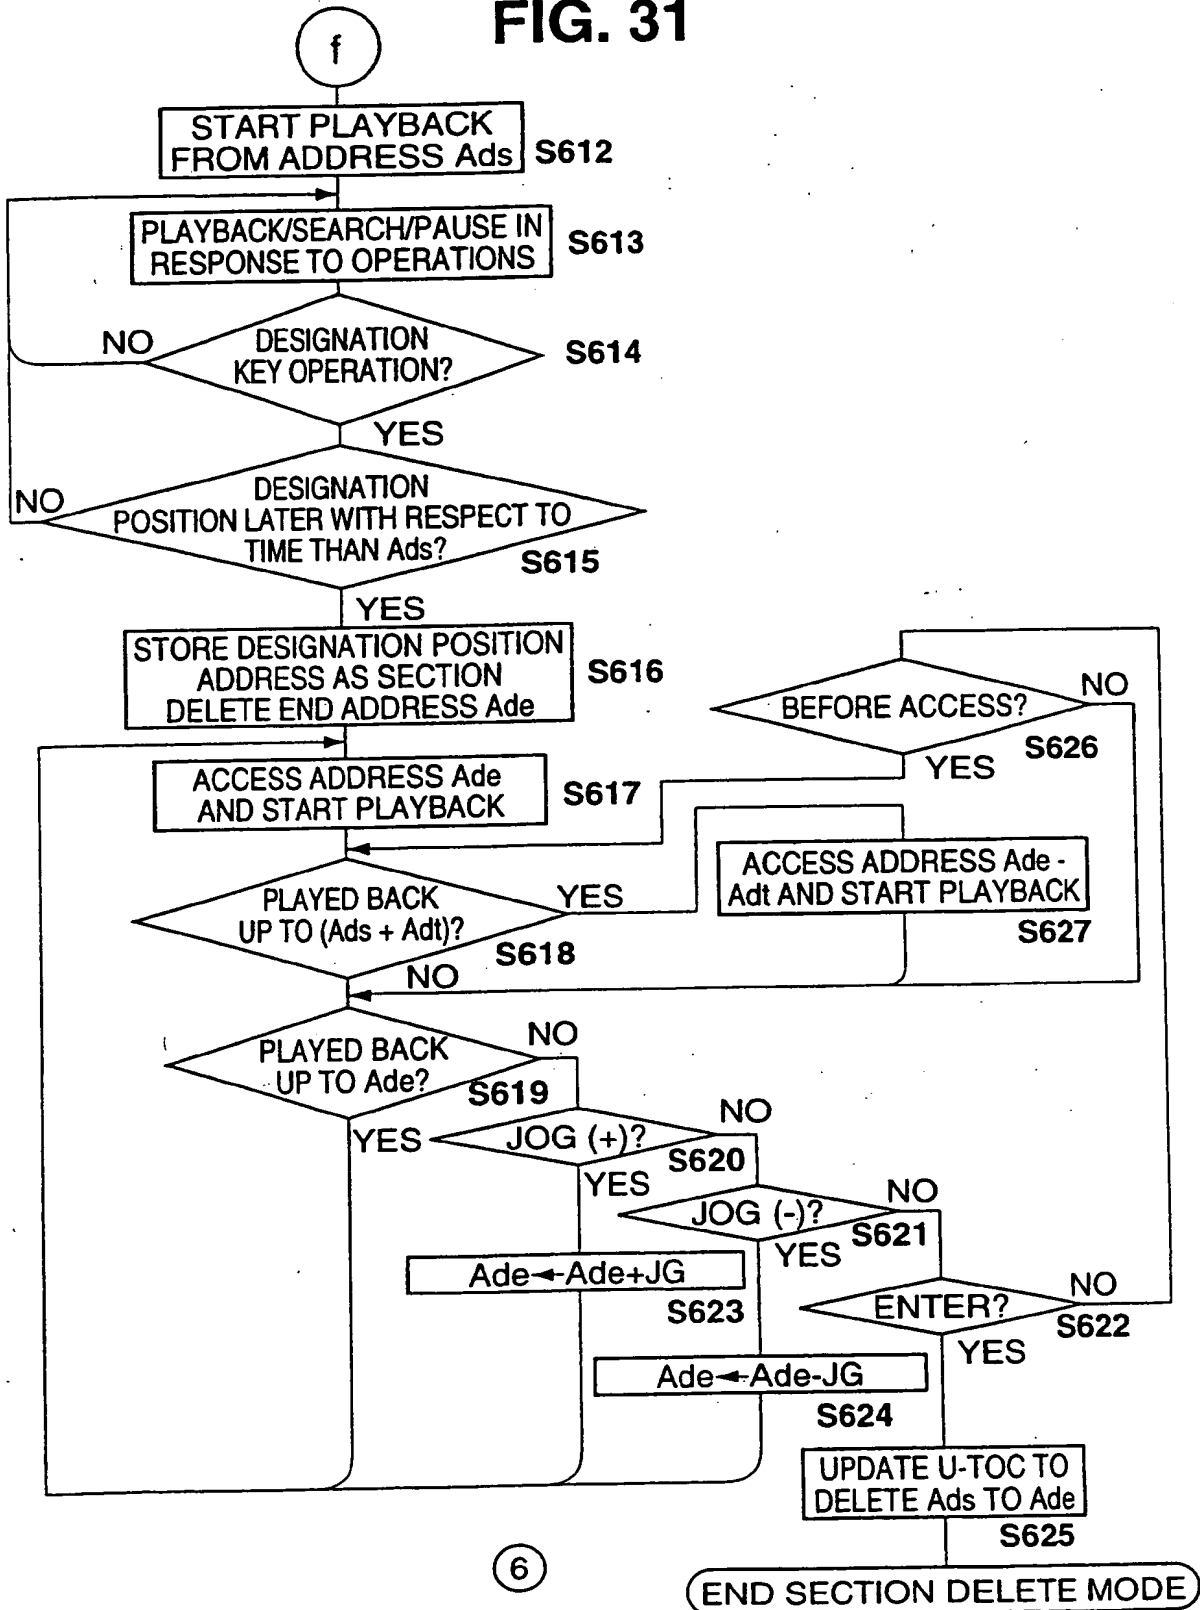 FIG. 31
f
START PLAYBACK
FROM ADDRESS Ads
S612
PLAYBACK/SEARCH/PAUSE IN
RESPONSE TO OPERATIONS
S613
DESIGNATION
KEY OPERATION?
S614
NO
YES
DESIGNATION
POSITION LATER WITH RESPECT TO
TIME THAN Ads?
S615
NO
YES
STORE DESIGNATION POSITION
ADDRESS AS SECTION
DELETE END ADDRESS Ade
S616
BEFORE ACCESS?
NO
S626
YES
ACCESS ADDRESS Ade
AND START PLAYBACK
S617
ACCESS ADDRESS Ade -
Adt AND START PLAYBACK
S627
PLAYED BACK
UP TO (Ads + Adt)?
YES
S618
NO
PLAYED BACK
UP TO Ade?
NO
S619
YES
JOG (+)?
NO
S620
YES
JOG (-)?
NO
S621
YES
Ade←Ade+JG
S623
ENTER?
NO
S622
YES
Ade←Ade-JG
S624
UPDATE U-TOC TO
DELETE Ads TO Ade
S625
6
END SECTION DELETE MODE